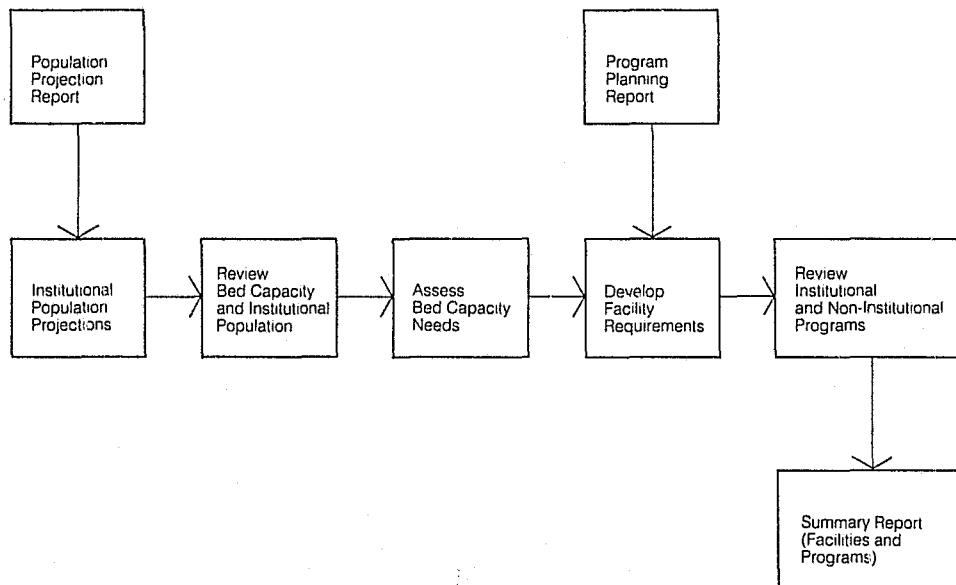 Population
Projection
Report
Program
Planning
Report
Institutional
Population
Projections
Review
Bed Capacity
and Institutional
Population
Assess
Bed Capacity
Needs
Develop
Facility
Requirements
Review
Institutional
and Non-Institutional
Programs
Summary Report
(Facilities and
Programs)